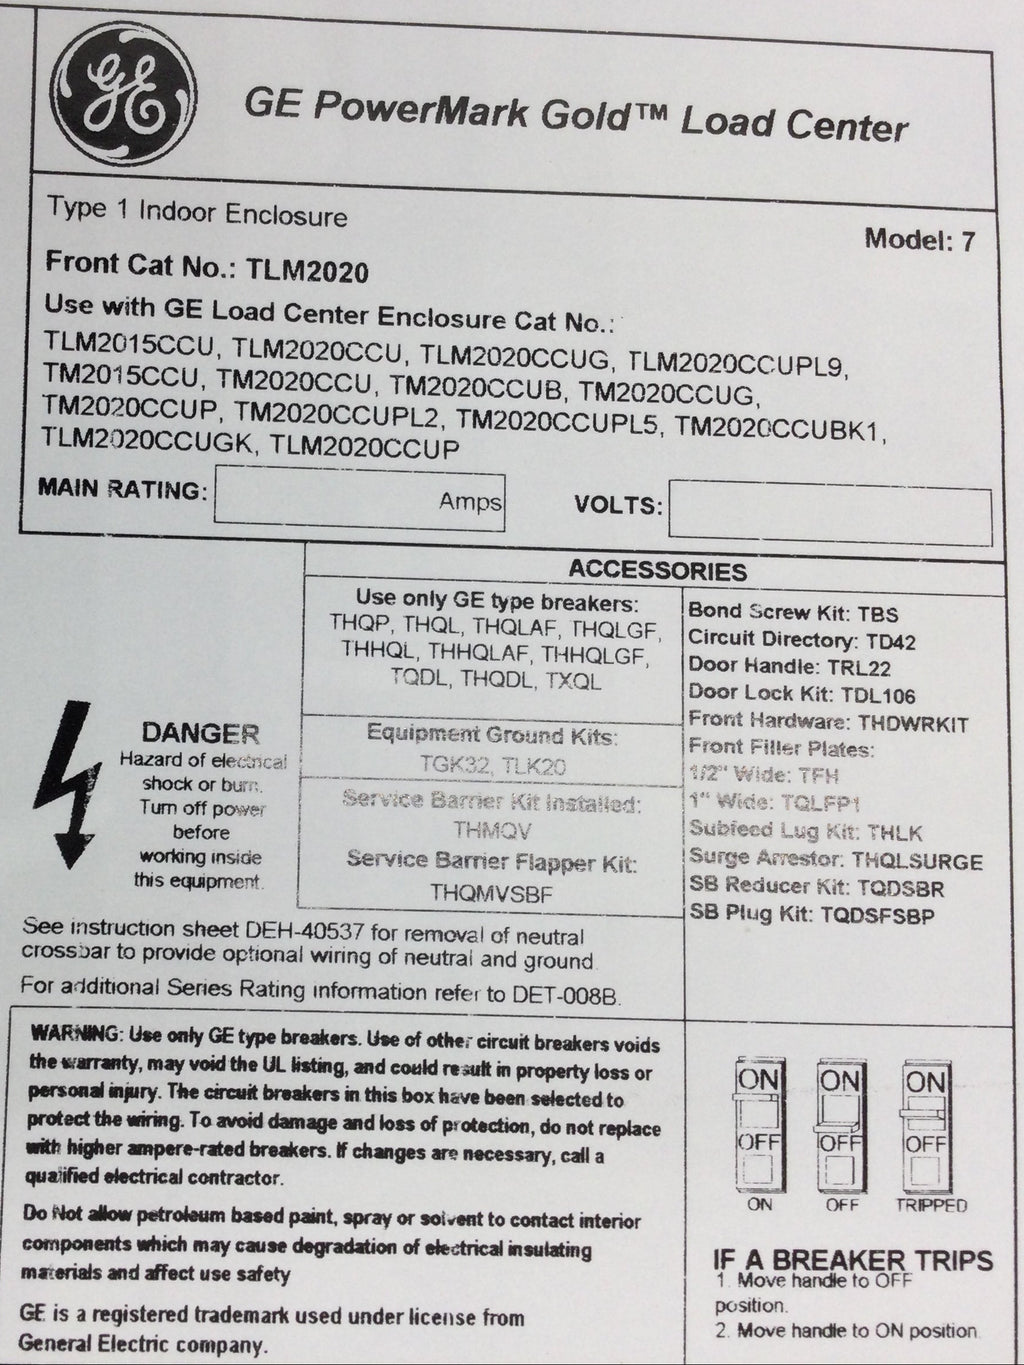 GE
GE PowerMark Gold™ Load Center
Type 1 Indoor Enclosure
Model: 7
Front Cat No.: TLM2020
Use with GE Load Center Enclosure Cat No.:
TLM2015CCU, TLM2020CCU, TLM2020CCUG, TLM2020CCUPL9,
TM2015CCU, TM2020CCU, TM2020CCUB, TM2020CCUG,
TM2020CCUP, TM2020CCUPL2, TM2020CCUPL5, TM2020CCUBK1,
TLM2020CCUGK, TLM2020CCUP
MAIN RATING: Amps VOLTS:
ACCESSORIES
Use only GE type breakers:
THQP, THQL, THQLAF, THQLGF,
THHQL, THHQLAF, THHQLGF,
TQDL, THQDL, TXQL
Equipment Ground Kits:
TGK32, TLK20
Service Barrier Kit Installed:
THMQV
Service Barrier Flapper Kit:
THQMVSBF
Bond Screw Kit: TBS
Circuit Directory: TD42
Door Handle: TRL22
Door Lock Kit: TDL106
Front Hardware: THDWRKIT
Front Filler Plates:
1/2" Wide: TFH
1" Wide: TQLFP1
Subfeed Lug Kit: THLK
Surge Arrestor: THQLSURGE
SB Reducer Kit: TQDSBR
SB Plug Kit: TQDSFSBP
DANGER
Hazard of electrical
shock or burn.
Turn off power
before
working inside
this equipment.
See instruction sheet DEH-40537 for removal of neutral
crossbar to provide optional wiring of neutral and ground.
For additional Series Rating information refer to DET-008B.
WARNING: Use only GE type breakers. Use of other circuit breakers voids
the warranty, may void the UL listing, and could result in property loss or
personal injury. The circuit breakers in this box have been selected to
protect the wiring. To avoid damage and loss of protection, do not replace
with higher ampere-rated breakers. If changes are necessary, call a
qualified electrical contractor.
Do Not allow petroleum based paint, spray or solvent to contact interior
components which may cause degradation of electrical insulating
materials and affect use safety
GE is a registered trademark used under license from
General Electric company.
ON ON ON
OFF OFF OFF
ON OFF TRIPPED
IF A BREAKER TRIPS
1. Move handle to OFF
position.
2. Move handle to ON position